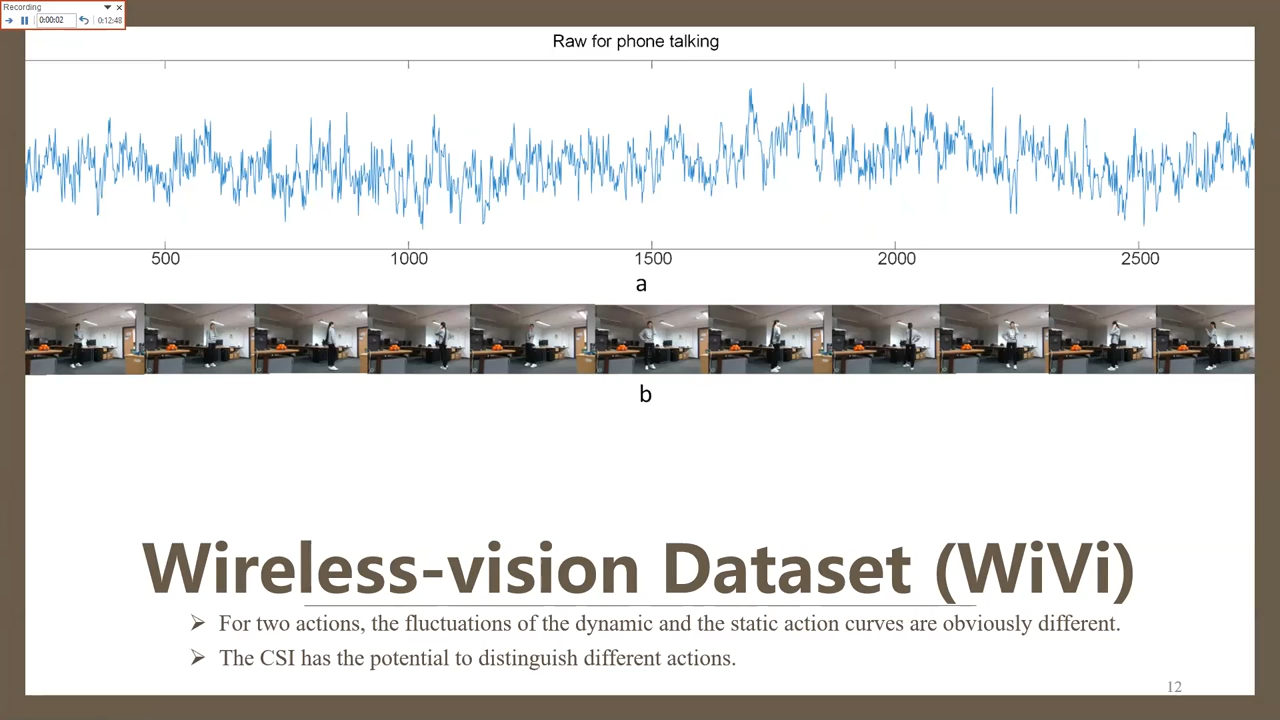 Recording
0:00:02
0:12:48
Raw for phone talking
500
1000
1500
2000
2500
a
b
Wireless-vision Dataset (WiVi)
For two actions, the fluctuations of the dynamic and the static action curves are obviously different.
The CSI has the potential to distinguish different actions.
12